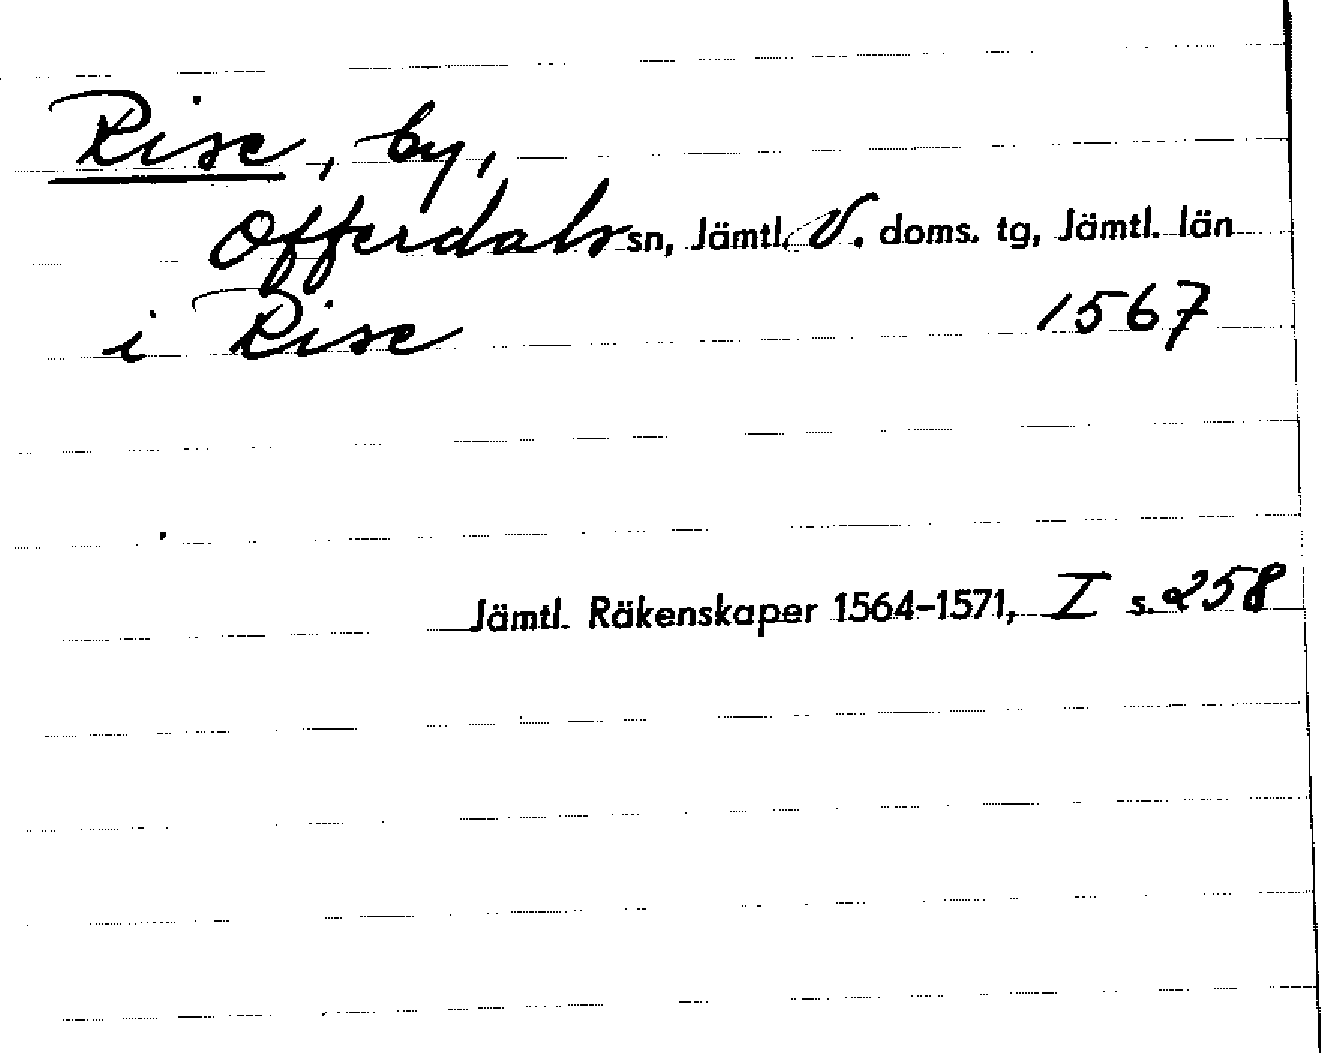 Rise, by,
Offerdals sn, Jämtl. V. doms. tg, Jämtl. län
i Rise 1567
Jämtl. Räkenskaper 1564-1571, I s. 258